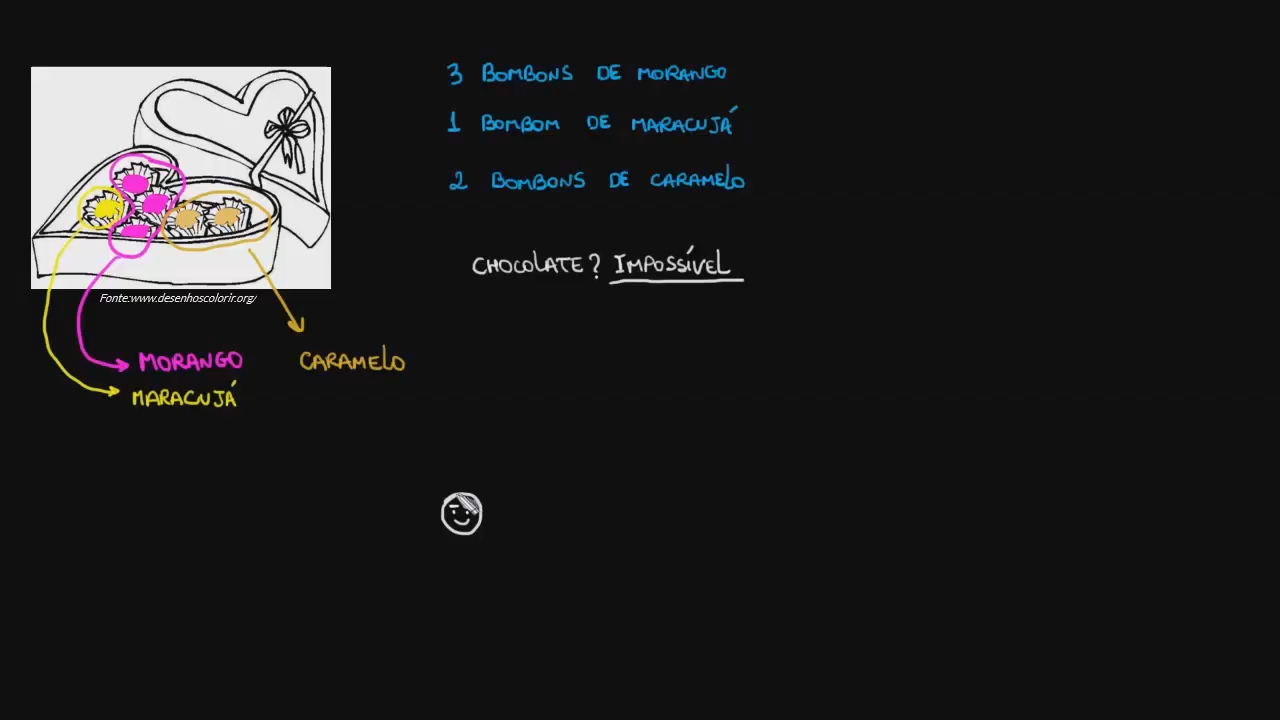 3 BOMBONS DE MORANGO
1 BOMBOM DE MARACUJÁ
2 BOMBONS DE CARAMELO
CHOCOLATE? IMPOSSÍVEL
Fonte:www.desenhoscolorir.org/
MORANGO
CARAMELO
MARACUJÁ